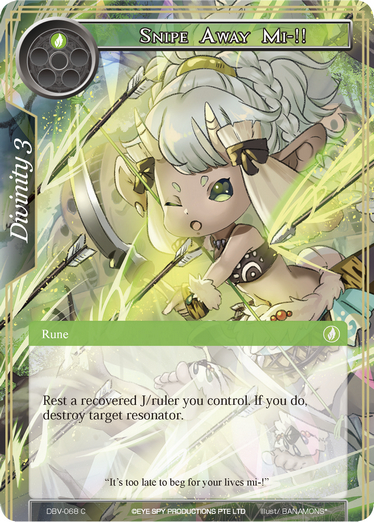 Snipe Away Mi-!!
Divinity 3
Rune
Rest a recovered J/ruler you control. If you do,
destroy target resonator.
“It’s too late to beg for your lives mi-!”
DBV-068 C
©EYE SPY PRODUCTIONS PTE LTD
Illust/ BANAMONS*